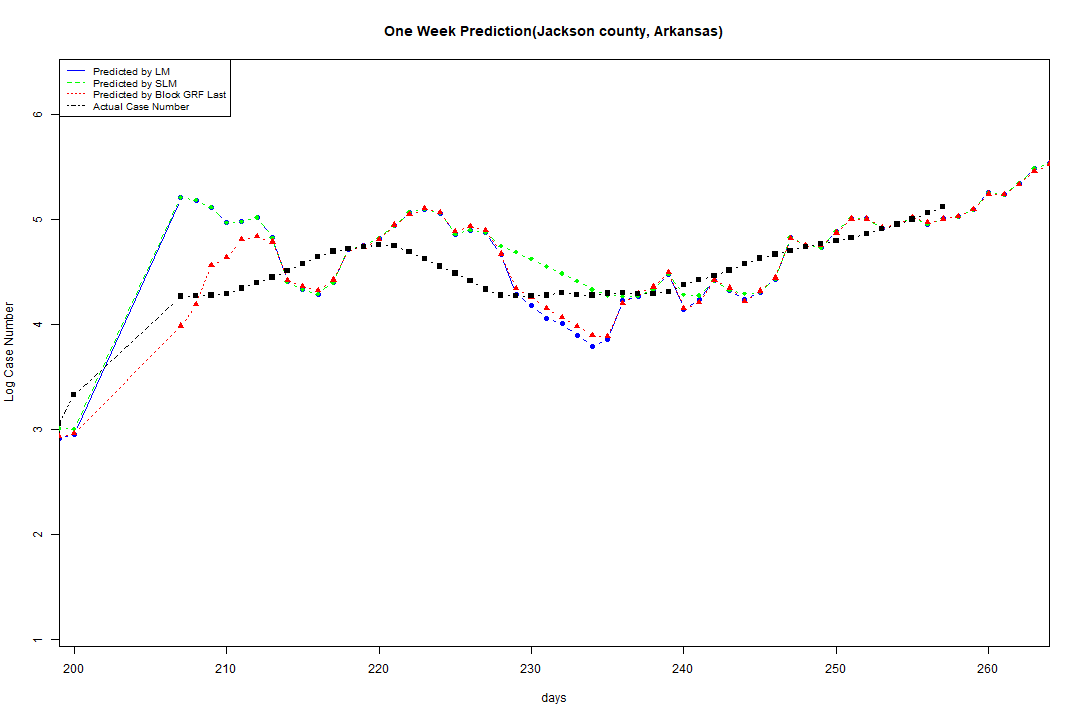 One Week Prediction(Jackson county, Arkansas)
Predicted by LM
Predicted by SLM
Predicted by Block GRF Last
Actual Case Number
6
5
4
3
2
1
Log Case Number
200 210 220 230 240 250 260
days